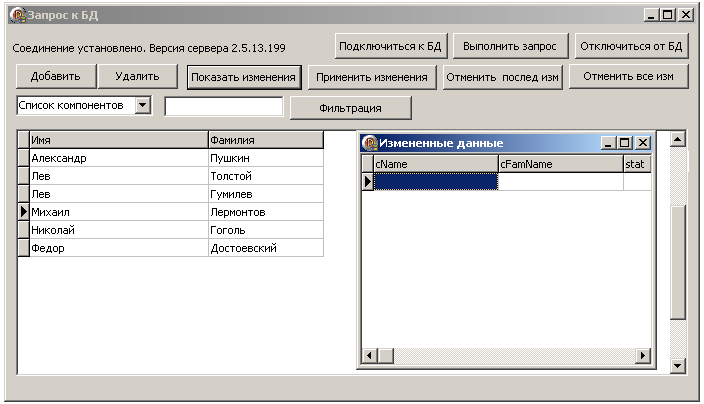 Запрос к БД
Соединение установлено. Версия сервера 2.5.13.199
Подключиться к БД
Выполнить запрос
Отключиться от БД
Добавить
Удалить
Показать изменения
Применить изменения
Отменить послед изм
Отменить все изм
Список компонентов
Фильтрация
Имя Фамилия
Александр Пушкин
Лев Толстой
Лев Гумилев
Михаил Лермонтов
Николай Гоголь
Федор Достоевский
Измененные данные
cName cFamName stat